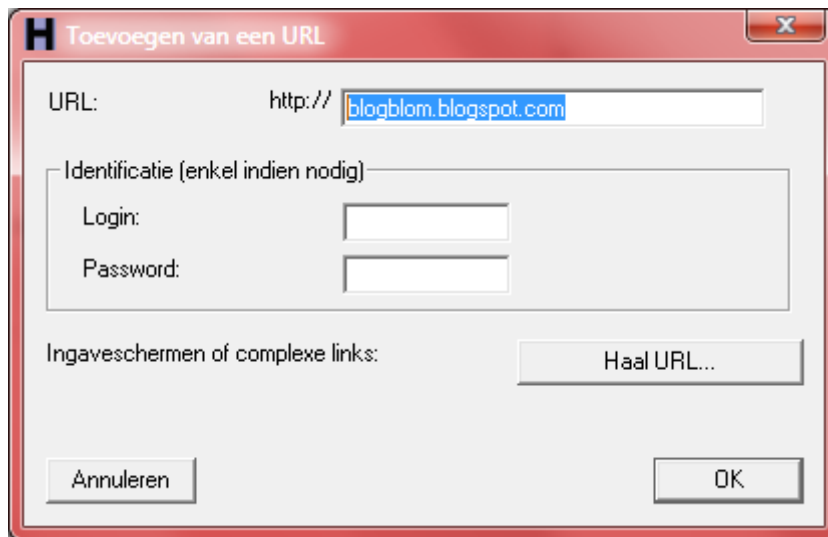 H Toevoegen van een URL
URL: http:// blogblom.blogspot.com
Identificatie (enkel indien nodig)
Login:
Password:
Ingaveschermen of complexe links: Haal URL...
Annuleren OK